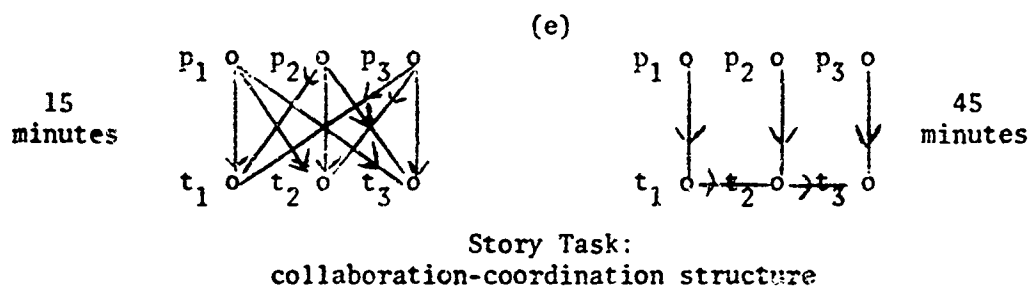 (e)
p1 p2 p3 p1 p2 p3
15 minutes 45 minutes
t1 t2 t3 t1 t2 t3
Story Task:
collaboration-coordination structure